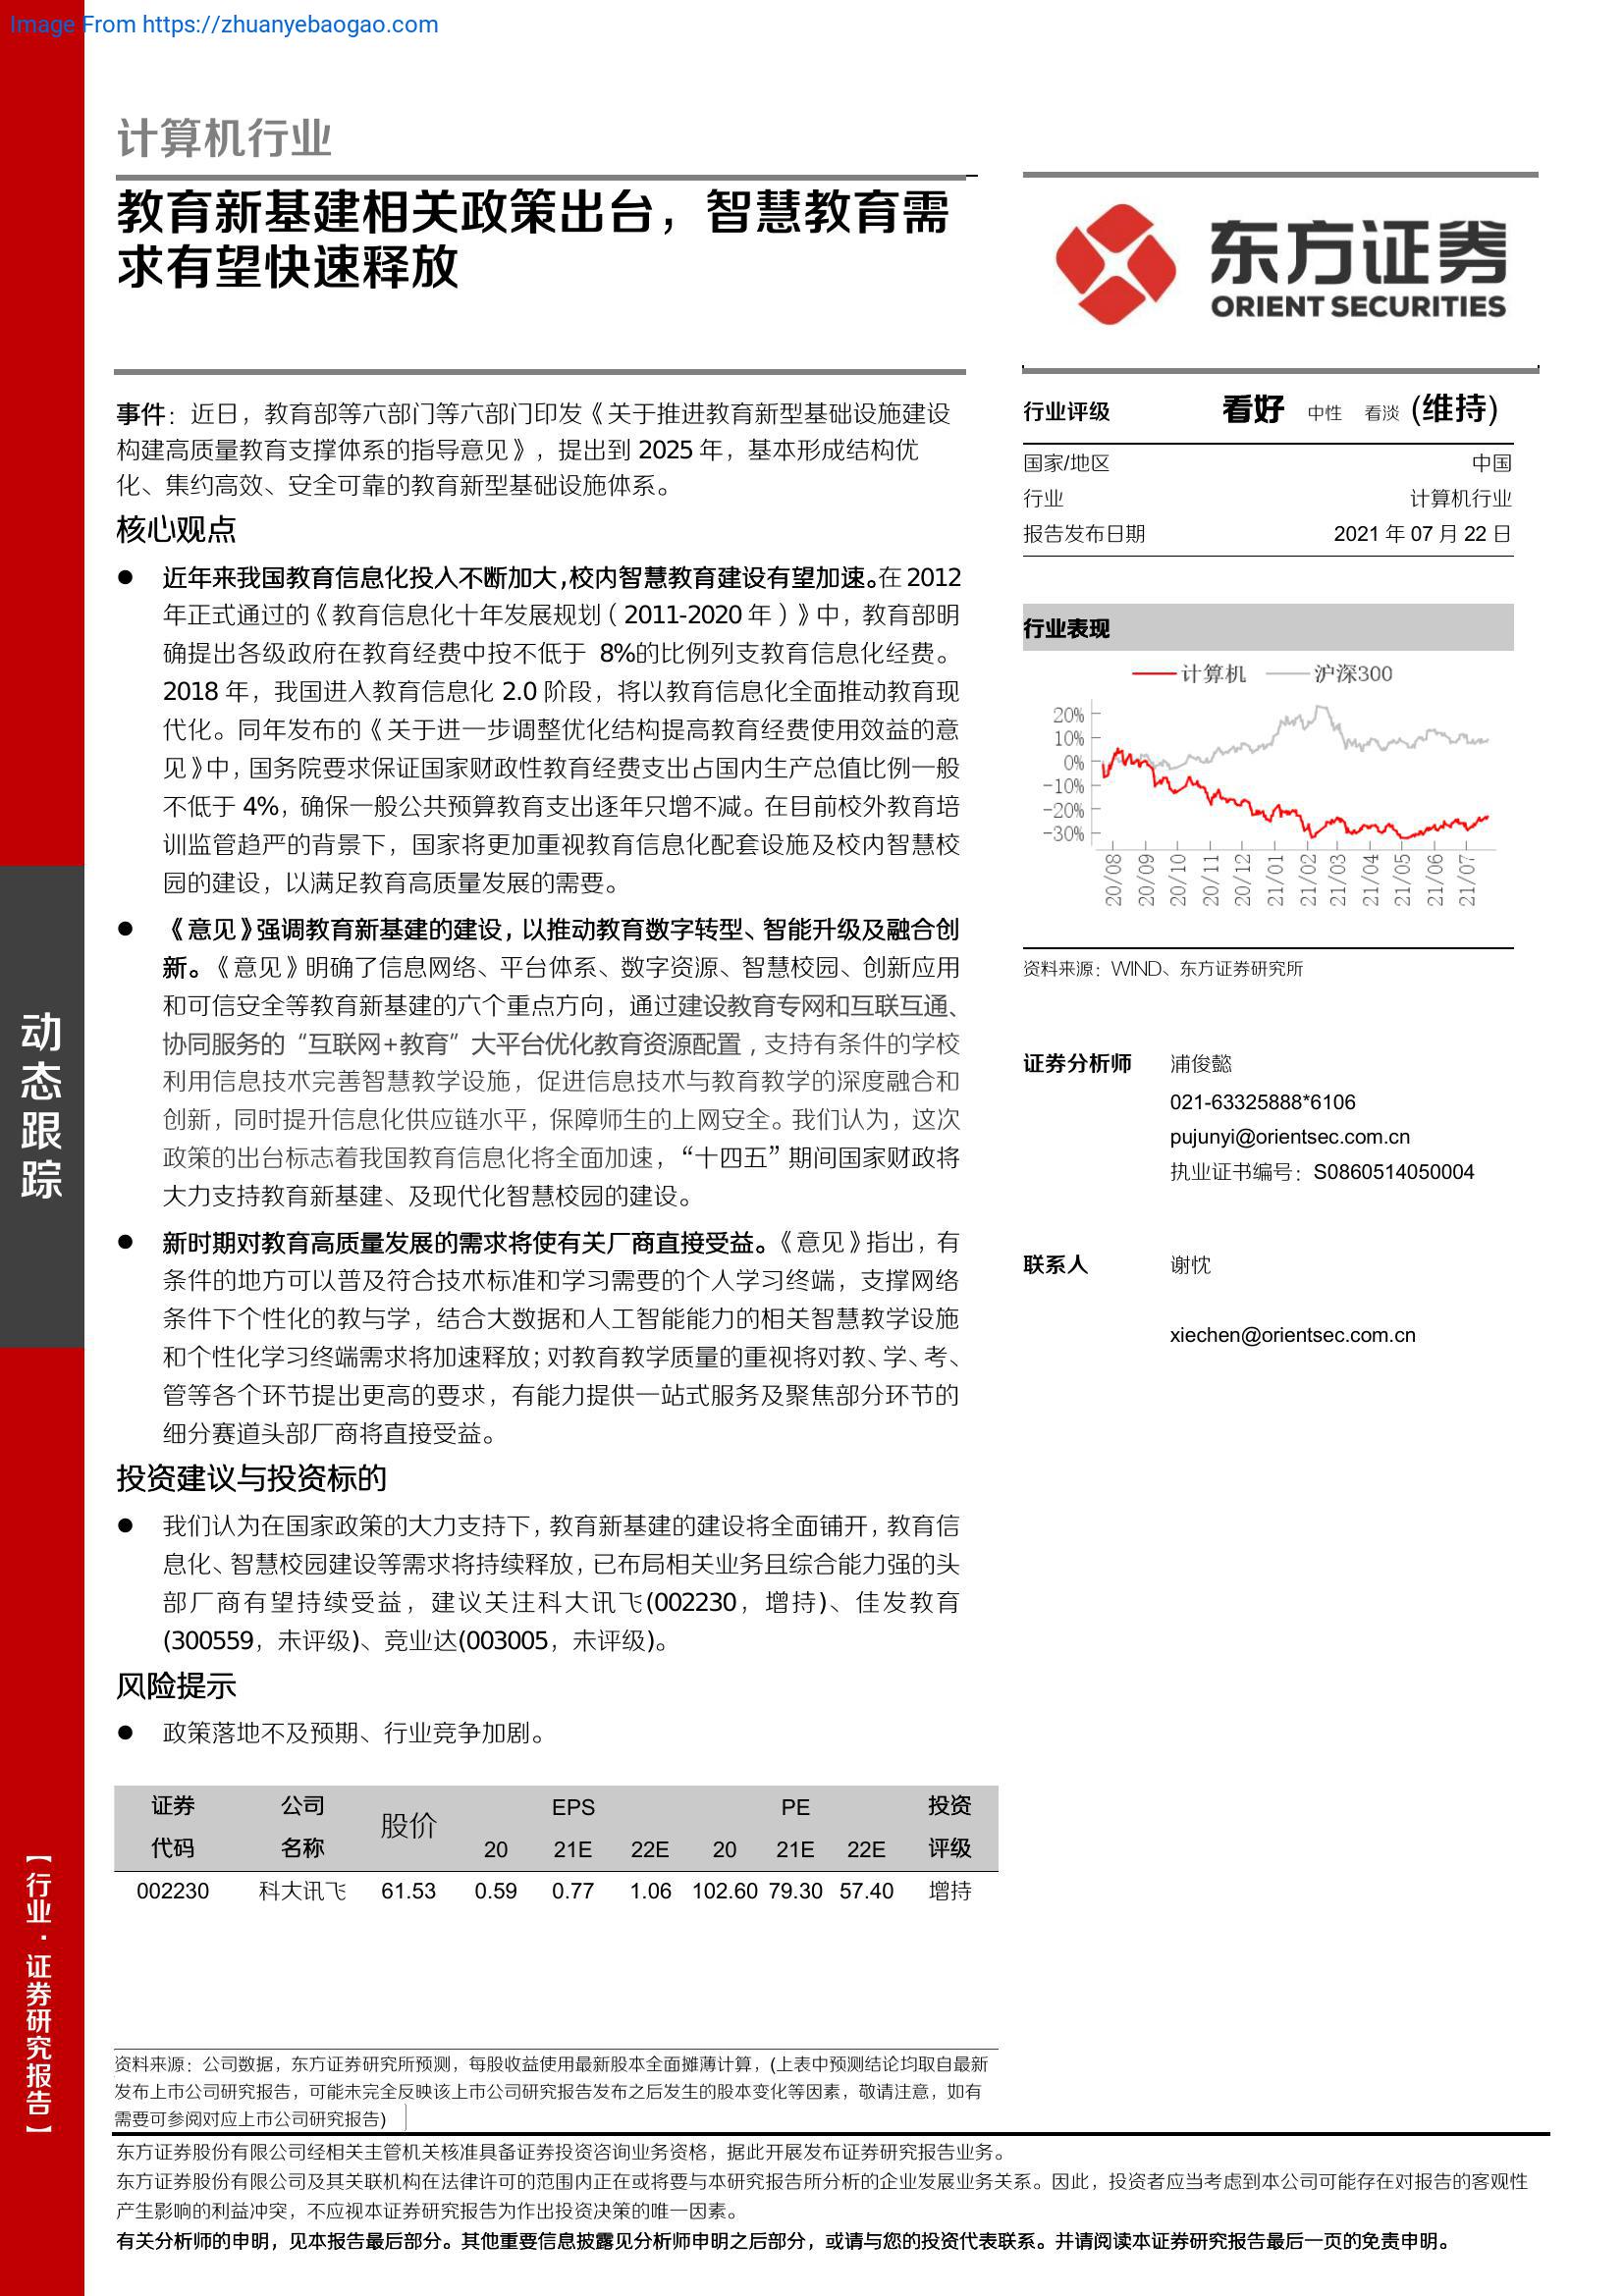 Image From https://zhuanyebaogao.com
计算机行业
教育新基建相关政策出台，智慧教育需
求有望快速释放
东方证券
ORIENT SECURITIES
事件：近日，教育部等六部门等六部门印发《关于推进教育新型基础设施建设
构建高质量教育支撑体系的指导意见》，提出到 2025 年，基本形成结构优
化、集约高效、安全可靠的教育新型基础设施体系。
核心观点
● 近年来我国教育信息化投入不断加大,校内智慧教育建设有望加速。在 2012
年正式通过的《教育信息化十年发展规划（2011-2020 年）》中，教育部明
确提出各级政府在教育经费中按不低于 8%的比例列支教育信息化经费。
2018 年，我国进入教育信息化 2.0 阶段，将以教育信息化全面推动教育现
代化。同年发布的《关于进一步调整优化结构提高教育经费使用效益的意
见》中，国务院要求保证国家财政性教育经费支出占国内生产总值比例一般
不低于 4%，确保一般公共预算教育支出逐年只增不减。在目前校外教育培
训监管趋严的背景下，国家将更加重视教育信息化配套设施及校内智慧校
园的建设，以满足教育高质量发展的需要。
● 《意见》强调教育新基建的建设，以推动教育数字转型、智能升级及融合创
新。《意见》明确了信息网络、平台体系、数字资源、智慧校园、创新应用
和可信安全等教育新基建的六个重点方向，通过建设教育专网和互联互通、
协同服务的“互联网+教育”大平台优化教育资源配置，支持有条件的学校
利用信息技术完善智慧教学设施，促进信息技术与教育教学的深度融合和
创新，同时提升信息化供应链水平，保障师生的上网安全。我们认为，这次
政策的出台标志着我国教育信息化将全面加速，“十四五”期间国家财政将
大力支持教育新基建、及现代化智慧校园的建设。
● 新时期对教育高质量发展的需求将使有关厂商直接受益。《意见》指出，有
条件的地方可以普及符合技术标准和学习需要的个人学习终端，支撑网络
条件下个性化的教与学，结合大数据和人工智能能力的相关智慧教学设施
和个性化学习终端需求将加速释放；对教育教学质量的重视将对教、学、考、
管等各个环节提出更高的要求，有能力提供一站式服务及聚焦部分环节的
细分赛道头部厂商将直接受益。
投资建议与投资标的
● 我们认为在国家政策的大力支持下，教育新基建的建设将全面铺开，教育信
息化、智慧校园建设等需求将持续释放，已布局相关业务且综合能力强的头
部厂商有望持续受益，建议关注科大讯飞(002230，增持)、佳发教育
(300559，未评级)、竞业达(003005，未评级)。
风险提示
● 政策落地不及预期、行业竞争加剧。
证券 公司 股价 EPS PE 投资
代码 名称 20 21E 22E 20 21E 22E 评级
002230 科大讯飞 61.53 0.59 0.77 1.06 102.60 79.30 57.40 增持
资料来源：公司数据，东方证券研究所预测，每股收益使用最新股本全面摊薄计算，(上表中预测结论均取自最新
发布上市公司研究报告，可能未完全反映该上市公司研究报告发布之后发生的股本变化等因素，敬请注意，如有
需要可参阅对应上市公司研究报告)
行业评级 看好 中性 看淡 (维持)
国家/地区 中国
行业 计算机行业
报告发布日期 2021 年 07 月 22 日
行业表现
计算机 沪深300
20%
10%
0%
-10%
-20%
-30%
20/08 20/09 20/10 20/11 20/12 21/01 21/02 21/03 21/04 21/05 21/06 21/07
资料来源：WIND、东方证券研究所
证券分析师 浦俊懿
021-63325888*6106
pujunyi@orientsec.com.cn
执业证书编号：S0860514050004
联系人 谢忱
xiechen@orientsec.com.cn
动态跟踪
【行业·证券研究报告】
东方证券股份有限公司经相关主管机关核准具备证券投资咨询业务资格，据此开展发布证券研究报告业务。
东方证券股份有限公司及其关联机构在法律许可的范围内正在或将要与本研究报告所分析的企业发展业务关系。因此，投资者应当考虑到本公司可能存在对报告的客观性
产生影响的利益冲突，不应视本证券研究报告为作出投资决策的唯一因素。
有关分析师的申明，见本报告最后部分。其他重要信息披露见分析师申明之后部分，或请与您的投资代表联系。并请阅读本证券研究报告最后一页的免责申明。